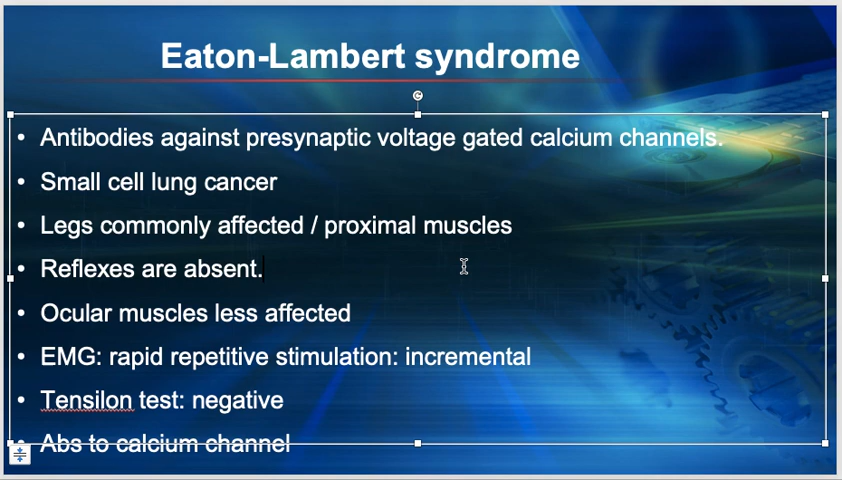 Eaton-Lambert syndrome
• Antibodies against presynaptic voltage gated calcium channels.
• Small cell lung cancer
• Legs commonly affected / proximal muscles
• Reflexes are absent.
• Ocular muscles less affected
• EMG: rapid repetitive stimulation: incremental
• Tensilon test: negative
• Abs to calcium channel